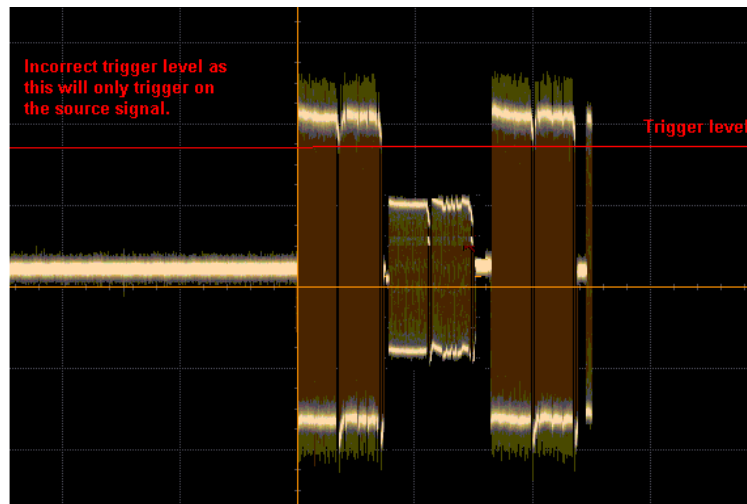 Incorrect trigger level as
this will only trigger on
the source signal.
Trigger level